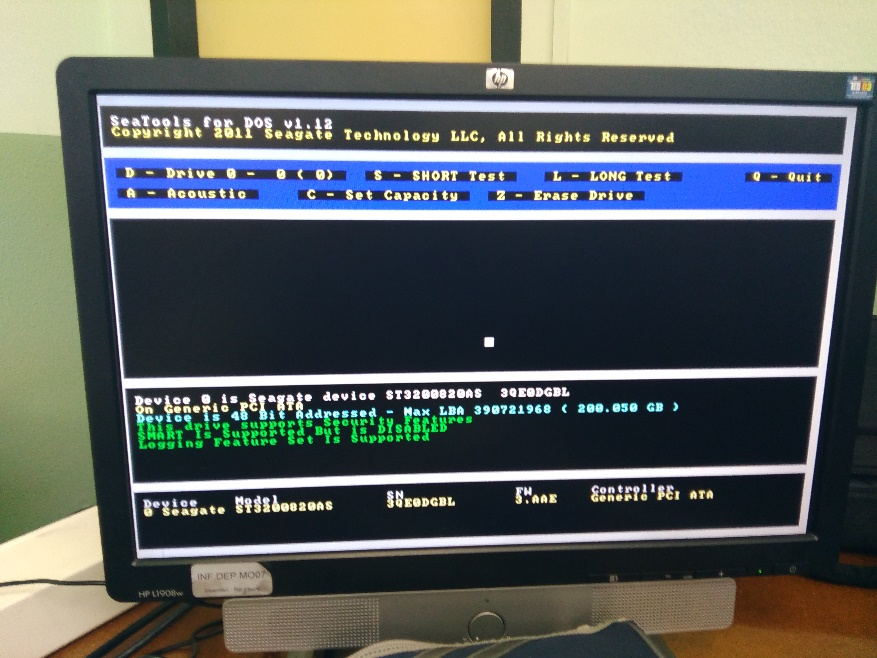 hp
SeaTools for DOS v1.12
Copyright 2011 Seagate Technology LLC, All Rights Reserved
D - Drive 0 - 0 ( 0) S - SHORT Test L - LONG Test Q - Quit
A - Acoustic C - Set Capacity Z - Erase Drive
Device 0 is Seagate device ST3200820AS 3QE0DGBL
On Generic PCI ATA
Device is 48 Bit Addressed - Max LBA 390721968 ( 200.050 GB )
This drive supports Security Features
SMART Is Supported But Is DISABLED
Logging Feature Set Is Supported
Device Model SN FW Controller
0 Seagate ST3200820AS 3QE0DGBL 3.AAE Generic PCI ATA
INF DEP MO07
HP L1908w